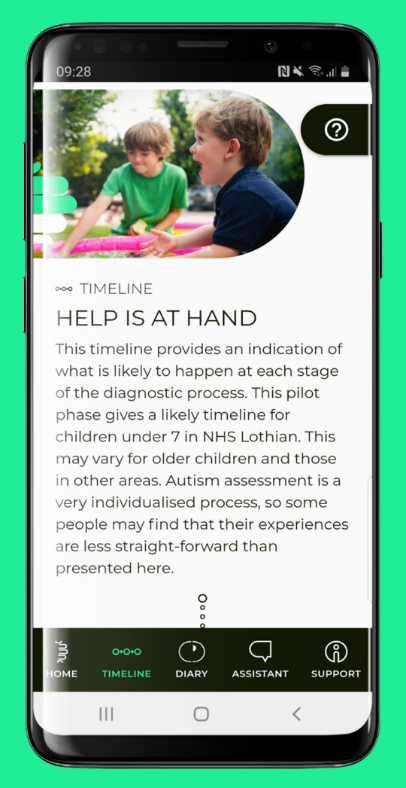 09:28
TIMELINE
HELP IS AT HAND
This timeline provides an indication of
what is likely to happen at each stage
of the diagnostic process. This pilot
phase gives a likely timeline for
children under 7 in NHS Lothian. This
may vary for older children and those
in other areas. Autism assessment is a
very individualised process, so some
people may find that their experiences
are less straight-forward than
presented here.
HOME TIMELINE DIARY ASSISTANT SUPPORT